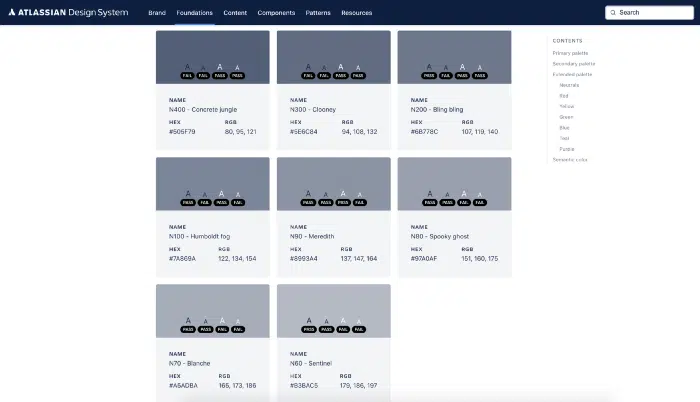 ATLASSIAN Design System Brand Foundations Content Components Patterns Resources Search
CONTENTS
Primary palette
Secondary palette
Extended palette
Neutrals
Red
Yellow
Green
Blue
Teal
Purple
Semantic color
A A A A
FAIL FAIL PASS PASS
NAME
N400 - Concrete jungle
HEX RGB
#505F79 80, 95, 121
A A A A
FAIL FAIL PASS PASS
NAME
N300 - Clooney
HEX RGB
#5E6C84 94, 108, 132
A A A A
PASS FAIL PASS PASS
NAME
N200 - Bling bling
HEX RGB
#6B778C 107, 119, 140
A A A A
PASS FAIL PASS FAIL
NAME
N100 - Humboldt fog
HEX RGB
#7A869A 122, 134, 154
A A A A
PASS PASS PASS FAIL
NAME
N90 - Meredith
HEX RGB
#8993A4 137, 147, 164
A A A A
PASS PASS FAIL FAIL
NAME
N80 - Spooky ghost
HEX RGB
#97A0AF 151, 160, 175
A A A A
PASS PASS FAIL FAIL
NAME
N70 - Blanche
HEX RGB
#A5ADBA 165, 173, 186
A A A A
PASS PASS FAIL FAIL
NAME
N60 - Sentinel
HEX RGB
#B3BAC5 179, 186, 197